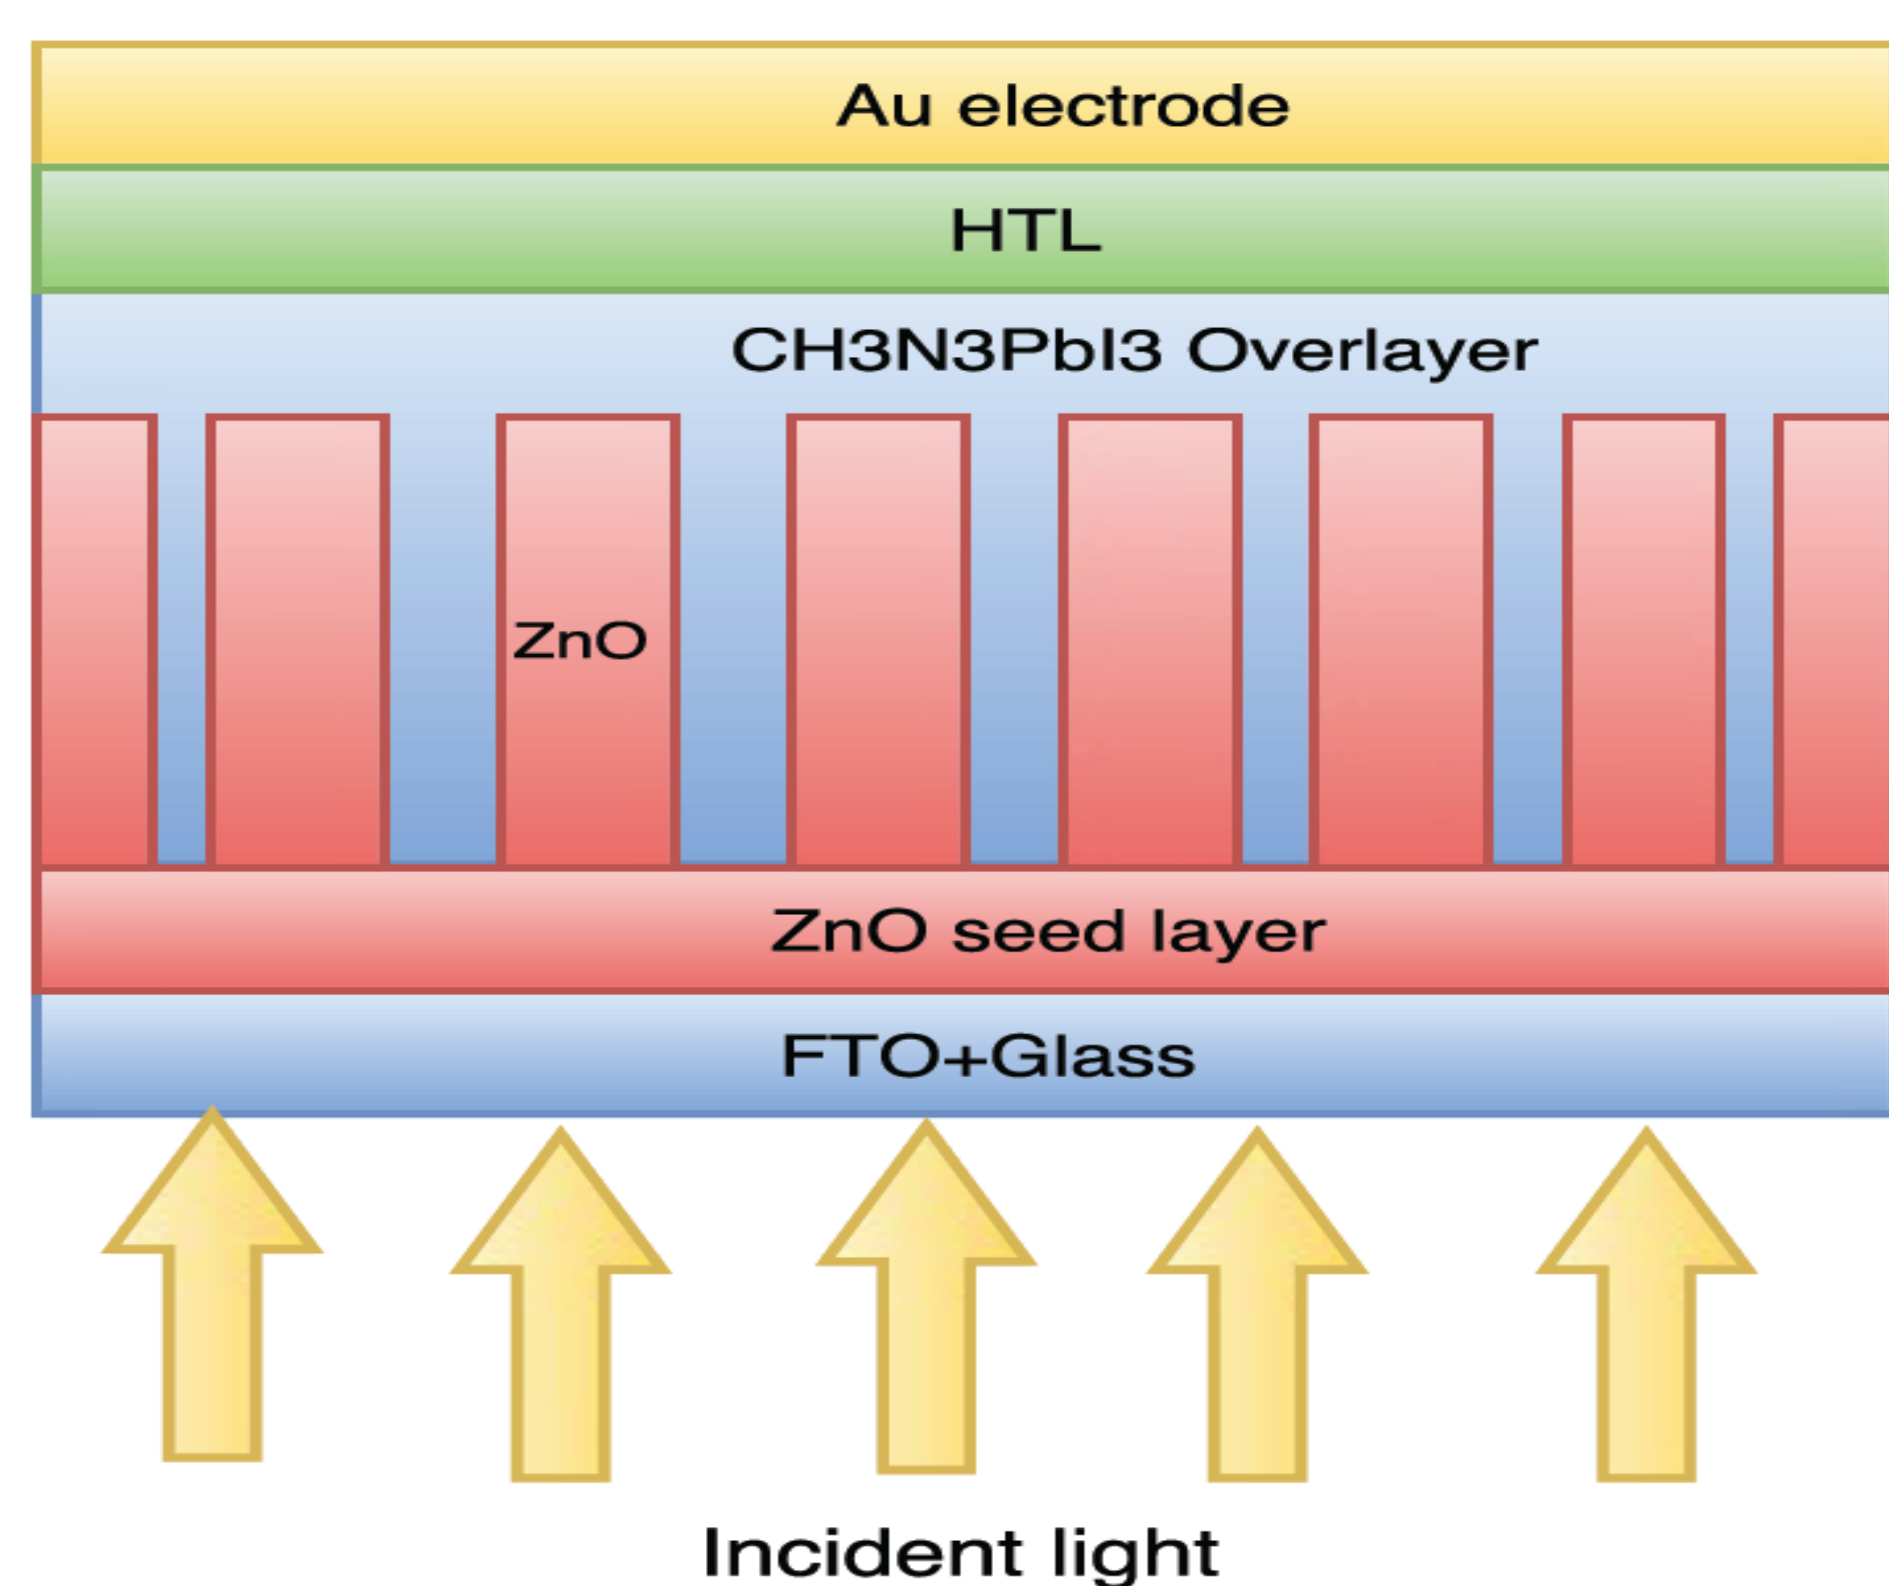 Au electrode
HTL
CH3N3PbI3 Overlayer
ZnO
ZnO seed layer
FTO+Glass
Incident light